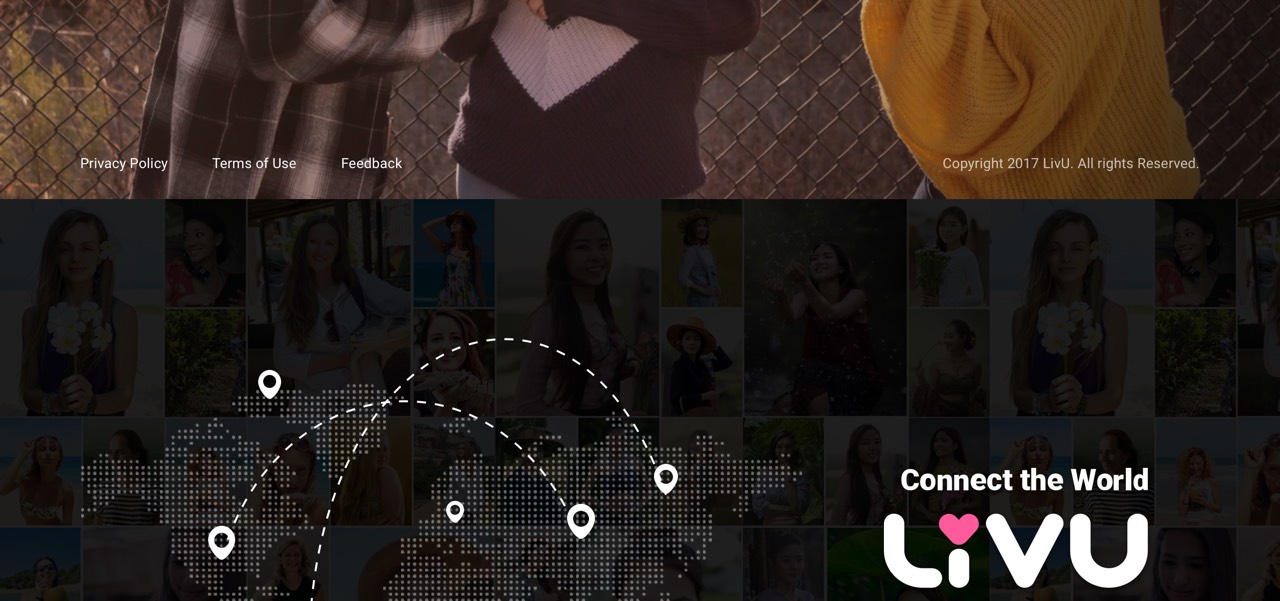 Privacy Policy Terms of Use Feedback Copyright 2017 LivU. All rights Reserved.
Connect the World
LiVU